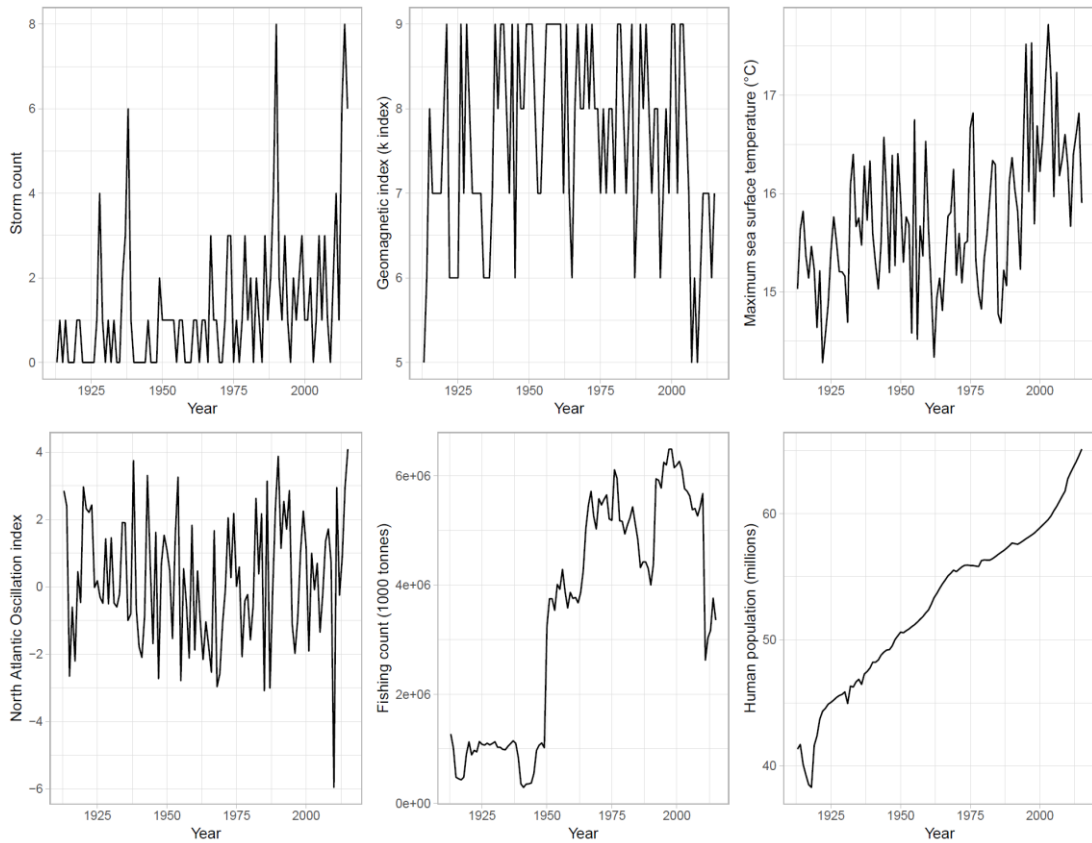 Storm count
8
6
4
2
0
1925
1950
1975
2000
Year
Geomagnetic index (k index)
9
8
7
6
5
1925
1950
1975
2000
Year
Maximum sea surface temperature (°C)
17
16
15
1925
1950
1975
2000
Year
North Atlantic Oscillation index
4
2
0
−2
−4
−6
1925
1950
1975
2000
Year
Fishing count (1000 tonnes)
6e+06
4e+06
2e+06
0e+00
1925
1950
1975
2000
Year
Human population (millions)
60
50
40
1925
1950
1975
2000
Year